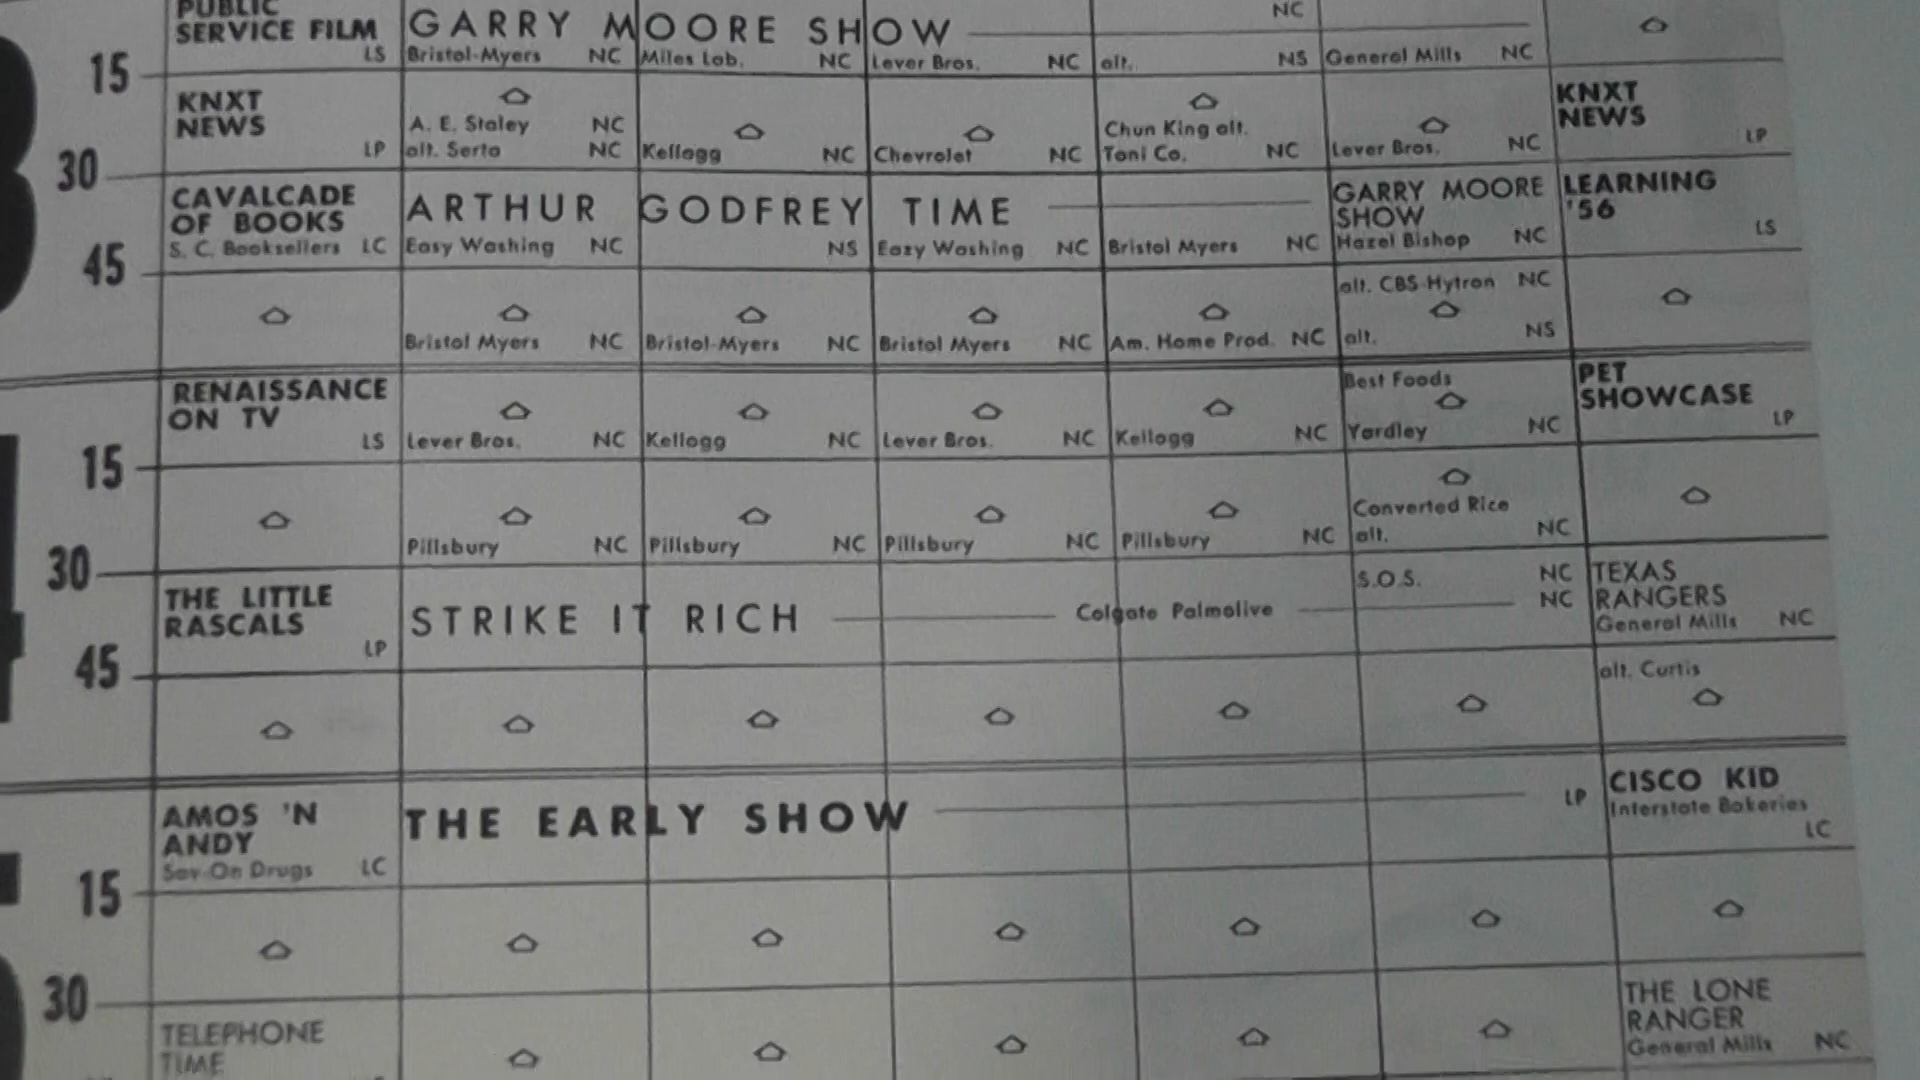 PUBLIC
SERVICE FILM
LS
GARRY MOORE SHOW
Bristol-Myers NC
Miles Lab. NC
Lever Bros. NC
NC
alt. NS
General Mills NC
15
KNXT
NEWS
LP
A. E. Staley NC
alt. Serta NC
Kellogg NC
Chevrolet NC
Chun King alt.
Toni Co. NC
Lever Bros. NC
KNXT
NEWS
LP
30
CAVALCADE
OF BOOKS
S. C. Booksellers LC
ARTHUR GODFREY TIME
Easy Washing NC
NS
Easy Washing NC
Bristol Myers NC
GARRY MOORE
SHOW
Hazel Bishop NC
LEARNING
'56
LS
45
Bristol Myers NC
Bristol-Myers NC
Bristol Myers NC
Am. Home Prod. NC
alt. CBS-Hytron NC
alt. NS
RENAISSANCE
ON TV
LS
Lever Bros. NC
Kellogg NC
Lever Bros. NC
Kellogg NC
Best Foods
Yardley NC
PET
SHOWCASE
LP
15
Pillsbury NC
Pillsbury NC
Pillsbury NC
Pillsbury NC
Converted Rice
alt. NC
30
THE LITTLE
RASCALS
LP
STRIKE IT RICH
Colgate Palmolive
S.O.S. NC
NC
TEXAS
RANGERS
General Mills NC
45
alt. Curtis
AMOS 'N
ANDY
Sav-On Drugs LC
THE EARLY SHOW
LP
CISCO KID
Interstate Bakeries
LC
15
30
TELEPHONE
TIME
THE LONE
RANGER
General Mills NC